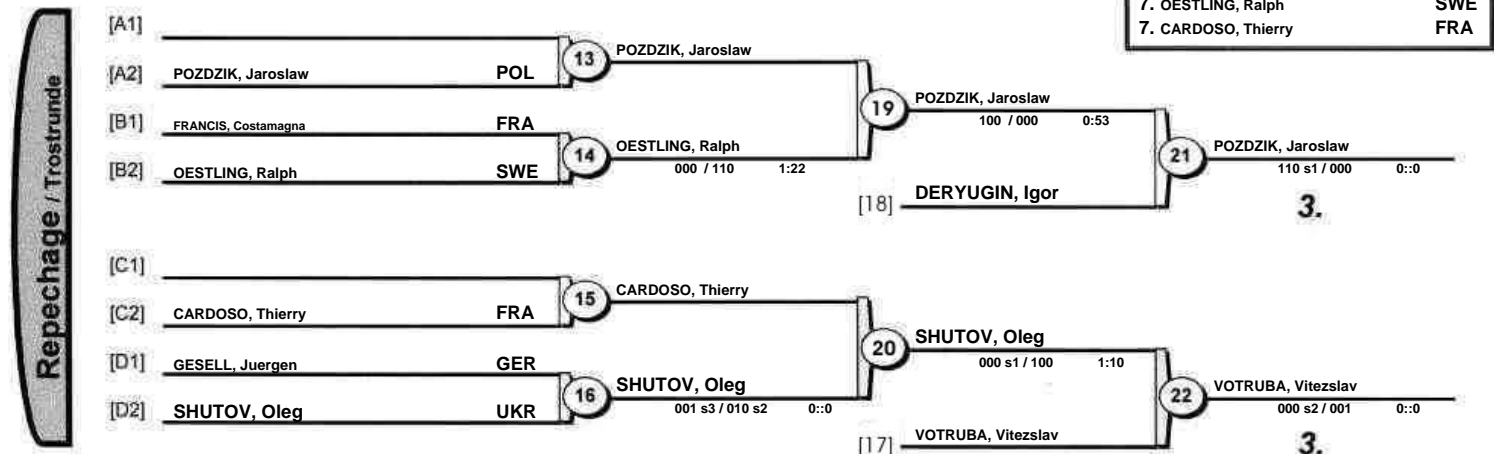 7. OESTLING, Ralph SWE
7. CARDOSO, Thierry FRA
Repechage / Trostrunde
[A1]
[A2] POZDZIK, Jaroslaw POL
13 POZDZIK, Jaroslaw
[B1] FRANCIS, Costamagna FRA
[B2] OESTLING, Ralph SWE
14 OESTLING, Ralph
000 / 110 1:22
19 POZDZIK, Jaroslaw
100 / 000 0:53
[18] DERYUGIN, Igor
21 POZDZIK, Jaroslaw
110 s1 / 000 0::0
3.
[C1]
[C2] CARDOSO, Thierry FRA
15 CARDOSO, Thierry
[D1] GESELL, Juergen GER
[D2] SHUTOV, Oleg UKR
16 SHUTOV, Oleg
001 s3 / 010 s2 0::0
20 SHUTOV, Oleg
000 s1 / 100 1:10
[17] VOTRUBA, Vitezslav
22 VOTRUBA, Vitezslav
000 s2 / 001 0::0
3.